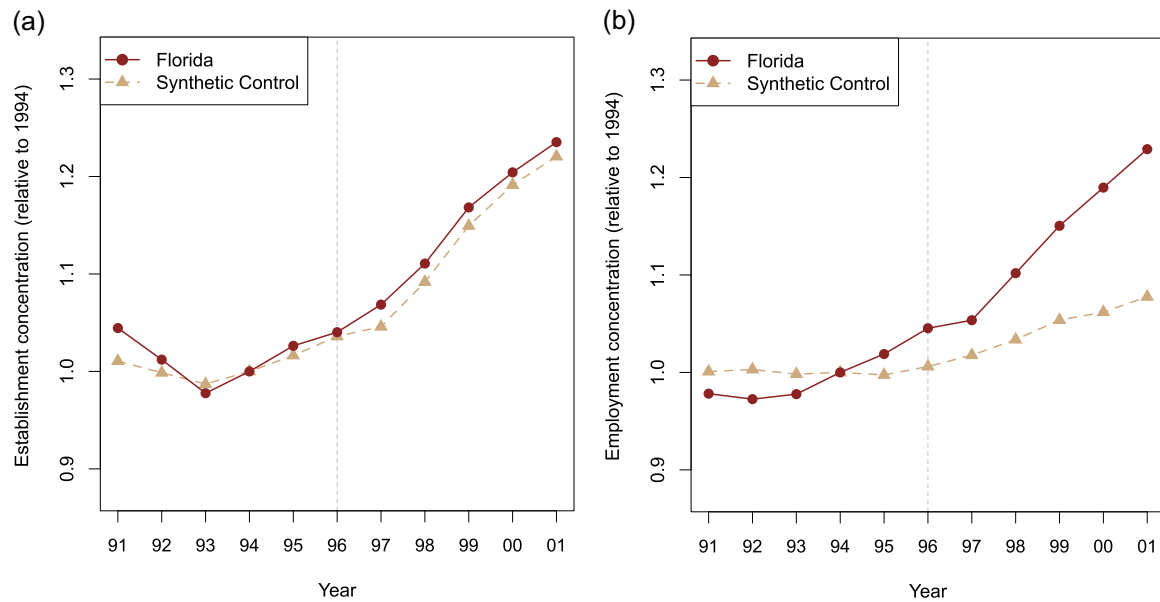 (a)
Florida
Synthetic Control
Establishment concentration (relative to 1994)
1.3
1.2
1.1
1.0
0.9
91 92 93 94 95 96 97 98 99 00 01
Year
(b)
Florida
Synthetic Control
Employment concentration (relative to 1994)
1.3
1.2
1.1
1.0
0.9
91 92 93 94 95 96 97 98 99 00 01
Year